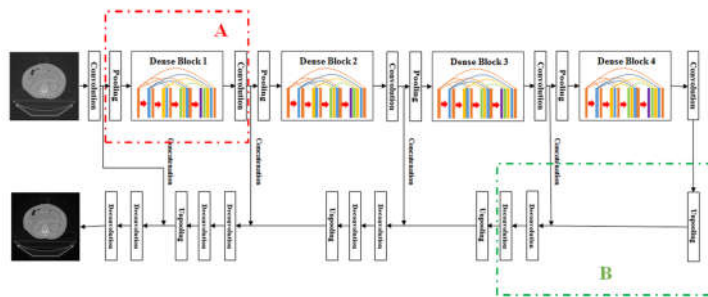 A
Convolution
Pooling
Dense Block 1
Convolution
Pooling
Dense Block 2
Convolution
Pooling
Dense Block 3
Convolution
Pooling
Dense Block 4
Convolution
Concatenation
Concatenation
Concatenation
Concatenation
Deconvolution
Deconvolution
Deconvolution
Unpooling
Deconvolution
Deconvolution
Unpooling
Deconvolution
Deconvolution
Unpooling
Deconvolution
Deconvolution
Unpooling
B